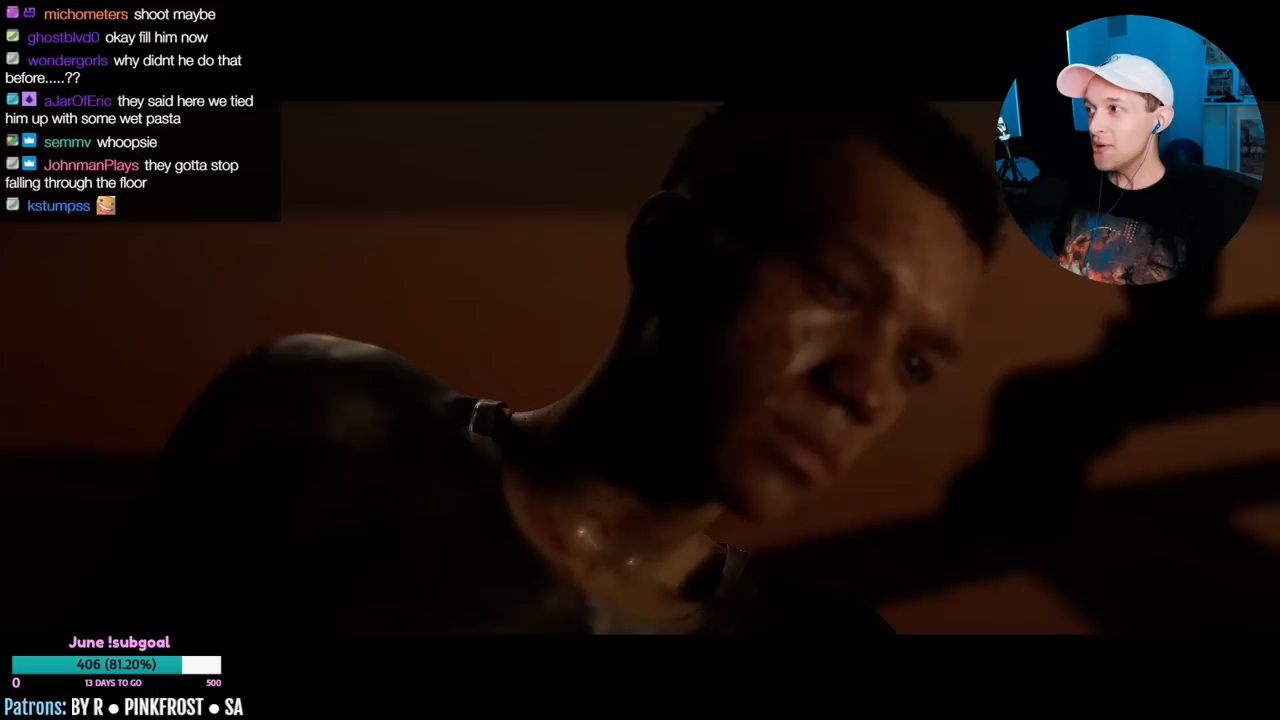 michometers shoot maybe
ghostblvd0 okay fill him now
wondergorls why didnt he do that
before.....??
aJarOfEric they said here we tied
him up with some wet pasta
semmv whoopsie
JohnmanPlays they gotta stop
falling through the floor
kstumpss
June !subgoal
406 (81.20%)
0 13 DAYS TO GO 500
Patrons: BY R ● PINKFROST ● SA